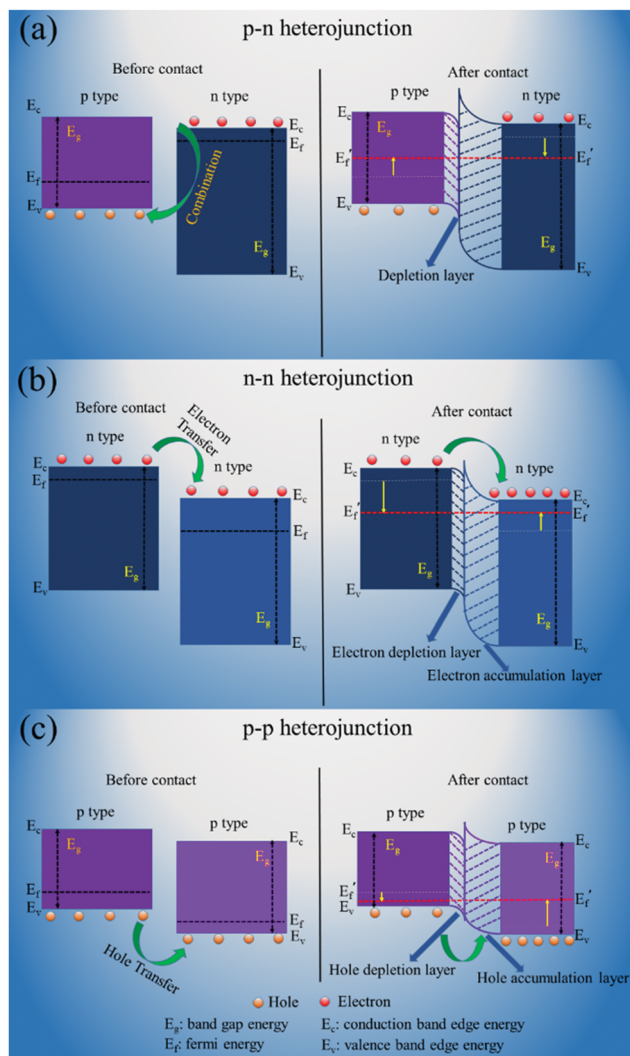 (a)
p-n heterojunction
Before contact
After contact
p type
n type
E_c
E_g
E_f
E_v
Combination
E_c
E_f
E_g
E_v
p type
n type
E_c
E_g
E_f'
E_v
E_c
E_f'
E_g
E_v
Depletion layer
(b)
n-n heterojunction
Before contact
After contact
n type
Electron
Transfer
n type
E_c
E_f
E_g
E_v
E_c
E_f
E_g
E_v
n type
n type
E_c
E_f'
E_g
E_v
E_c
E_f'
E_g
E_v
Electron depletion layer
Electron accumulation layer
(c)
p-p heterojunction
Before contact
After contact
p type
p type
E_c
E_g
E_f
E_v
E_c
E_g
E_f
E_v
Hole Transfer
p type
p type
E_c
E_g
E_f'
E_v
E_c
E_g
E_f'
E_v
Hole depletion layer
Hole accumulation layer
Hole
Electron
E_g: band gap energy
E_c: conduction band edge energy
E_f: fermi energy
E_v: valence band edge energy